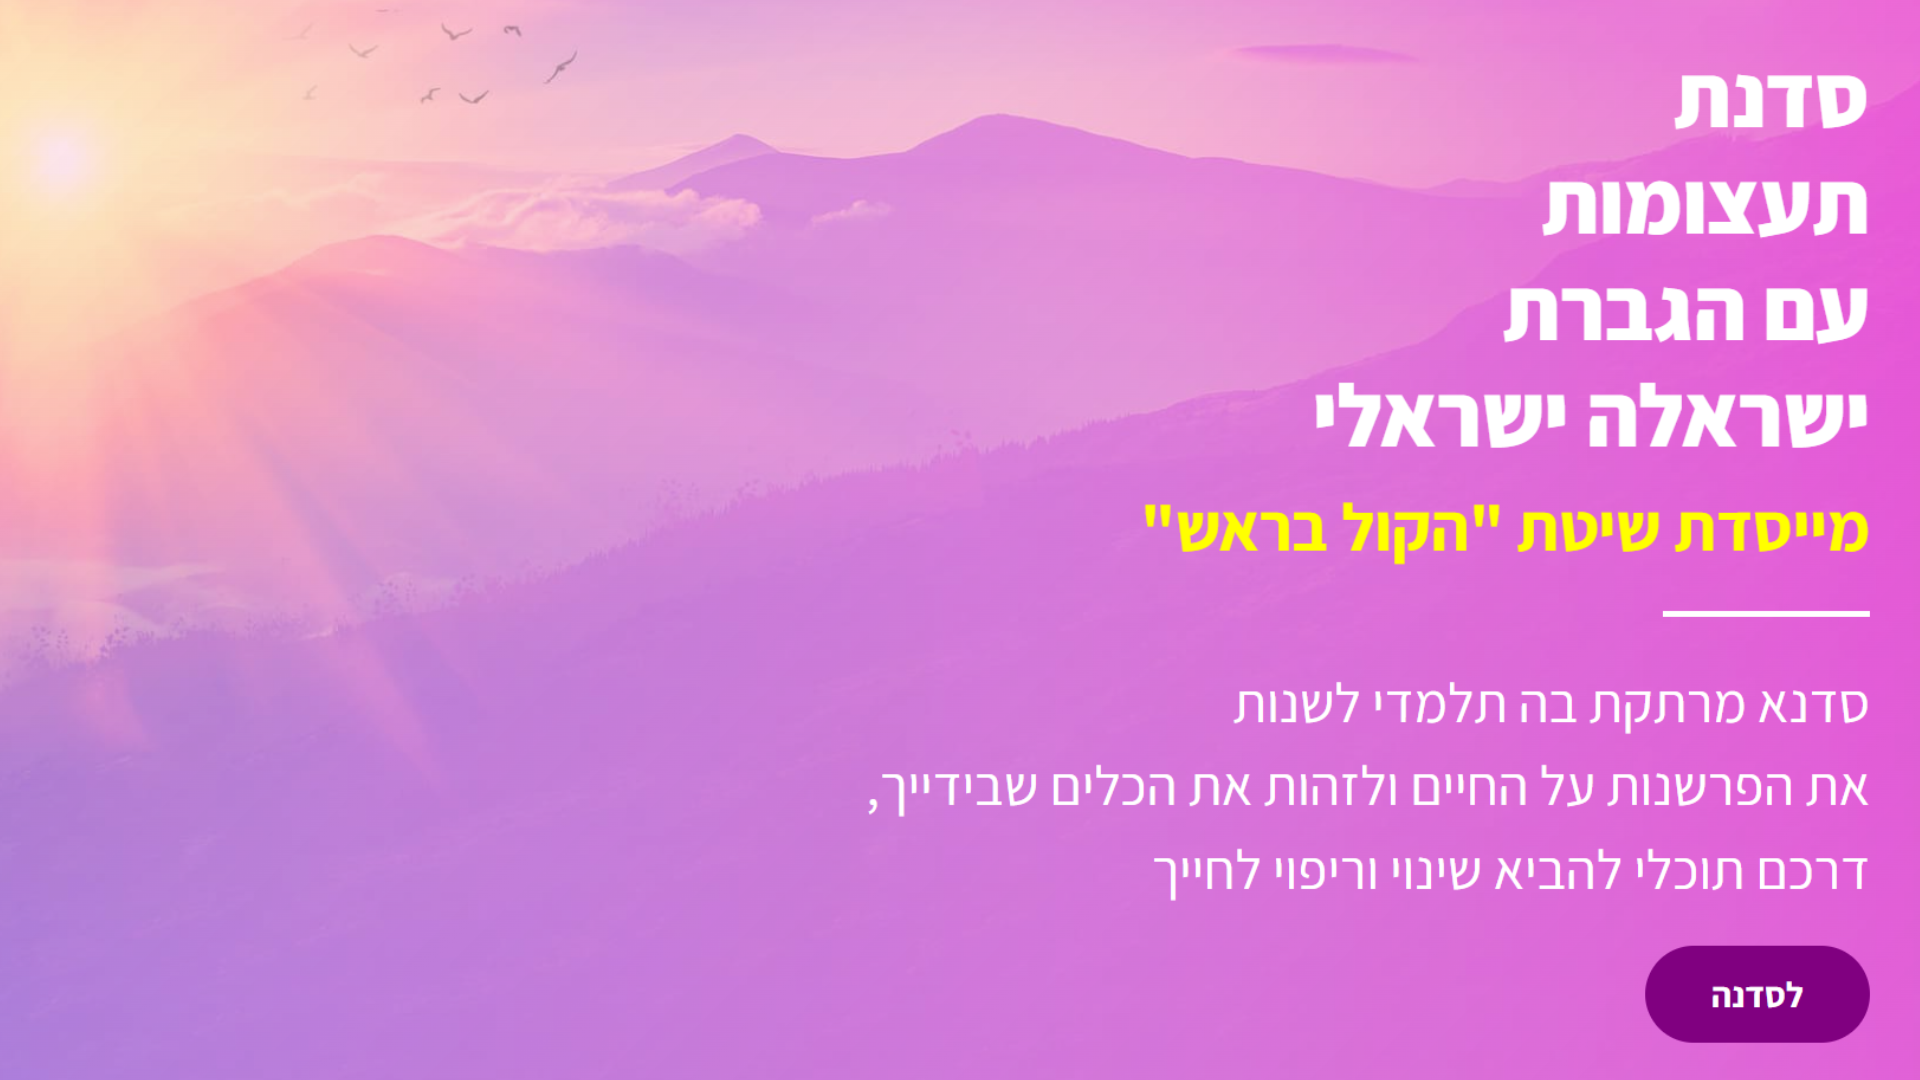 סדנת
תעצומות
עם הגברת
ישראלה ישראלי
מייסדת שיטת "הקול בראש"
סדנא מרתקת בה תלמדי לשנות
את הפרשנות על החיים ולזהות את הכלים שבידייך,
דרכם תוכלי להביא שינוי וריפוי לחייך
לסדנה